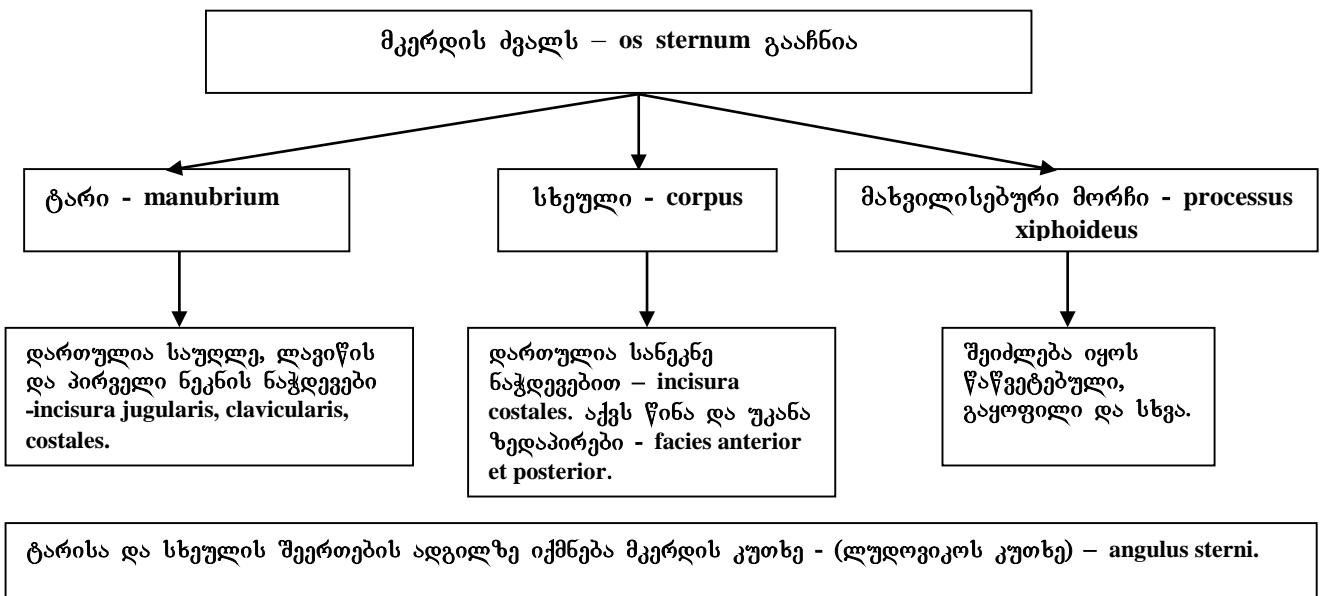 მკერდის ძვალს – os sternum გააჩნია
ტარი - manubrium
სხეული - corpus
მახვილისებური მორჩი - processus
xiphoideus
დართულია საუღლე, ლავიწის
და პირველი ნეკნის ნაჭდევები
-incisura jugularis, clavicularis,
costales.
დართულია სანეკნე
ნაჭდევებით – incisura
costales. აქვს წინა და უკანა
ზედაპირები - facies anterior
et posterior.
შეიძლება იყოს
წაწვეტებული,
გაყოფილი და სხვა.
ტარისა და სხეულის შეერთების ადგილზე იქმნება მკერდის კუთხე - (ლუდოვიკოს კუთხე) – angulus sterni.